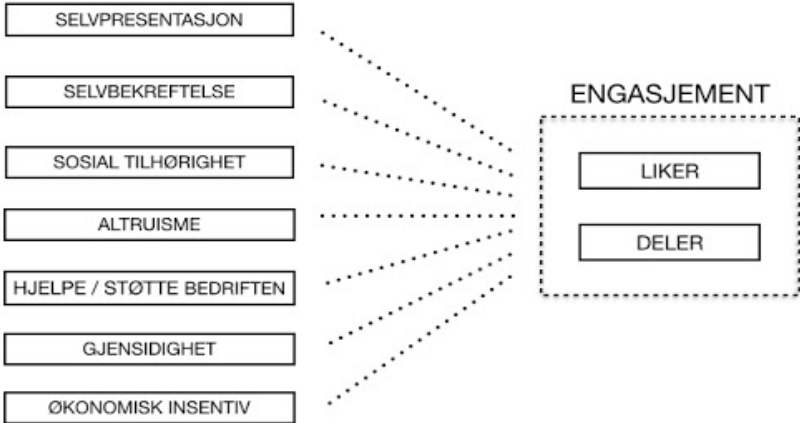 SELVPRESENTASJON
SELVBEKREFTELSE
SOSIAL TILHØRIGHET
ALTRUISME
HJELPE / STØTTE BEDRIFTEN
GJENSIDIGHET
ØKONOMISK INSENTIV
ENGASJEMENT
LIKER
DELER